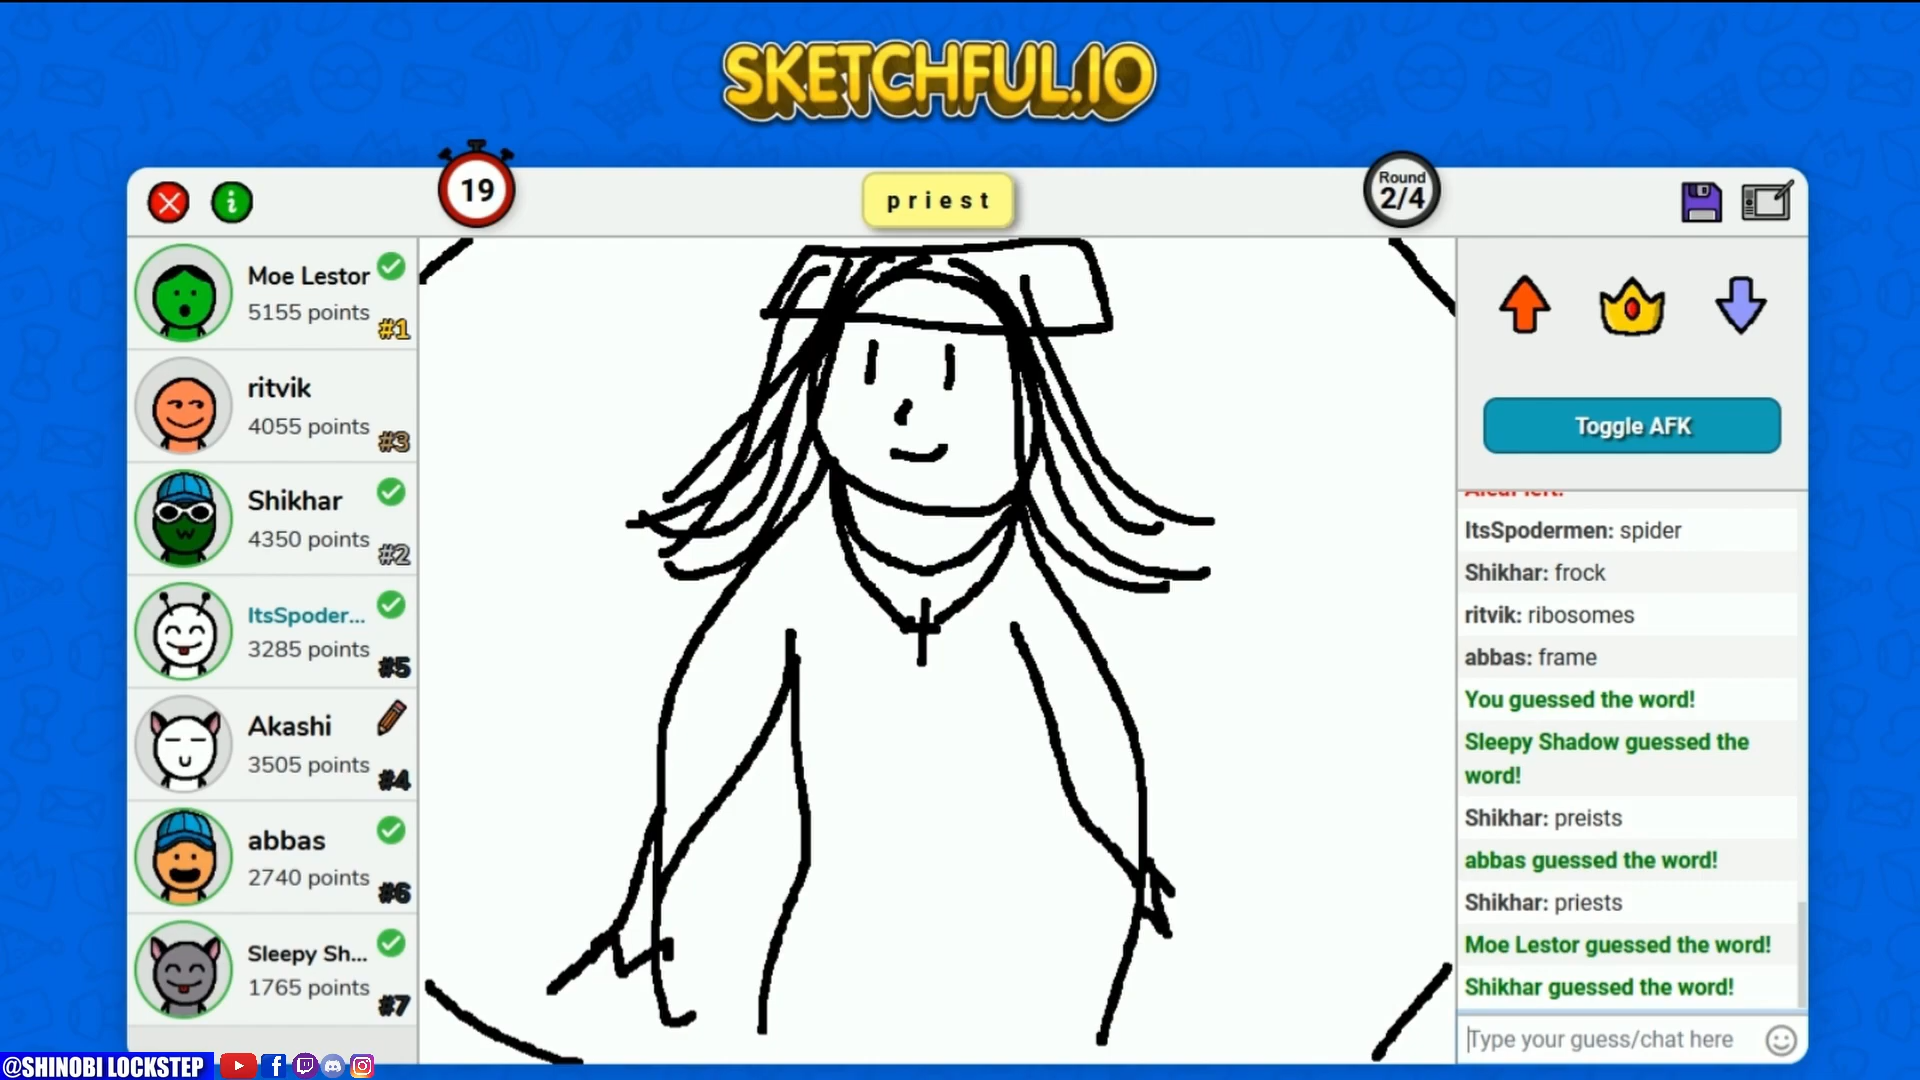 SKETCHFUL.IO
19
priest
Round
2/4
Moe Lestor
5155 points
#1
ritvik
4055 points
#3
Shikhar
4350 points
#2
ItsSpoder...
3285 points
#5
Akashi
3505 points
#4
abbas
2740 points
#6
Sleepy Sh...
1765 points
#7
Toggle AFK
ItsSpodermen: spider
Shikhar: frock
ritvik: ribosomes
abbas: frame
You guessed the word!
Sleepy Shadow guessed the
word!
Shikhar: preists
abbas guessed the word!
Shikhar: priests
Moe Lestor guessed the word!
Shikhar guessed the word!
Type your guess/chat here
@SHINOBI LOCKSTEP